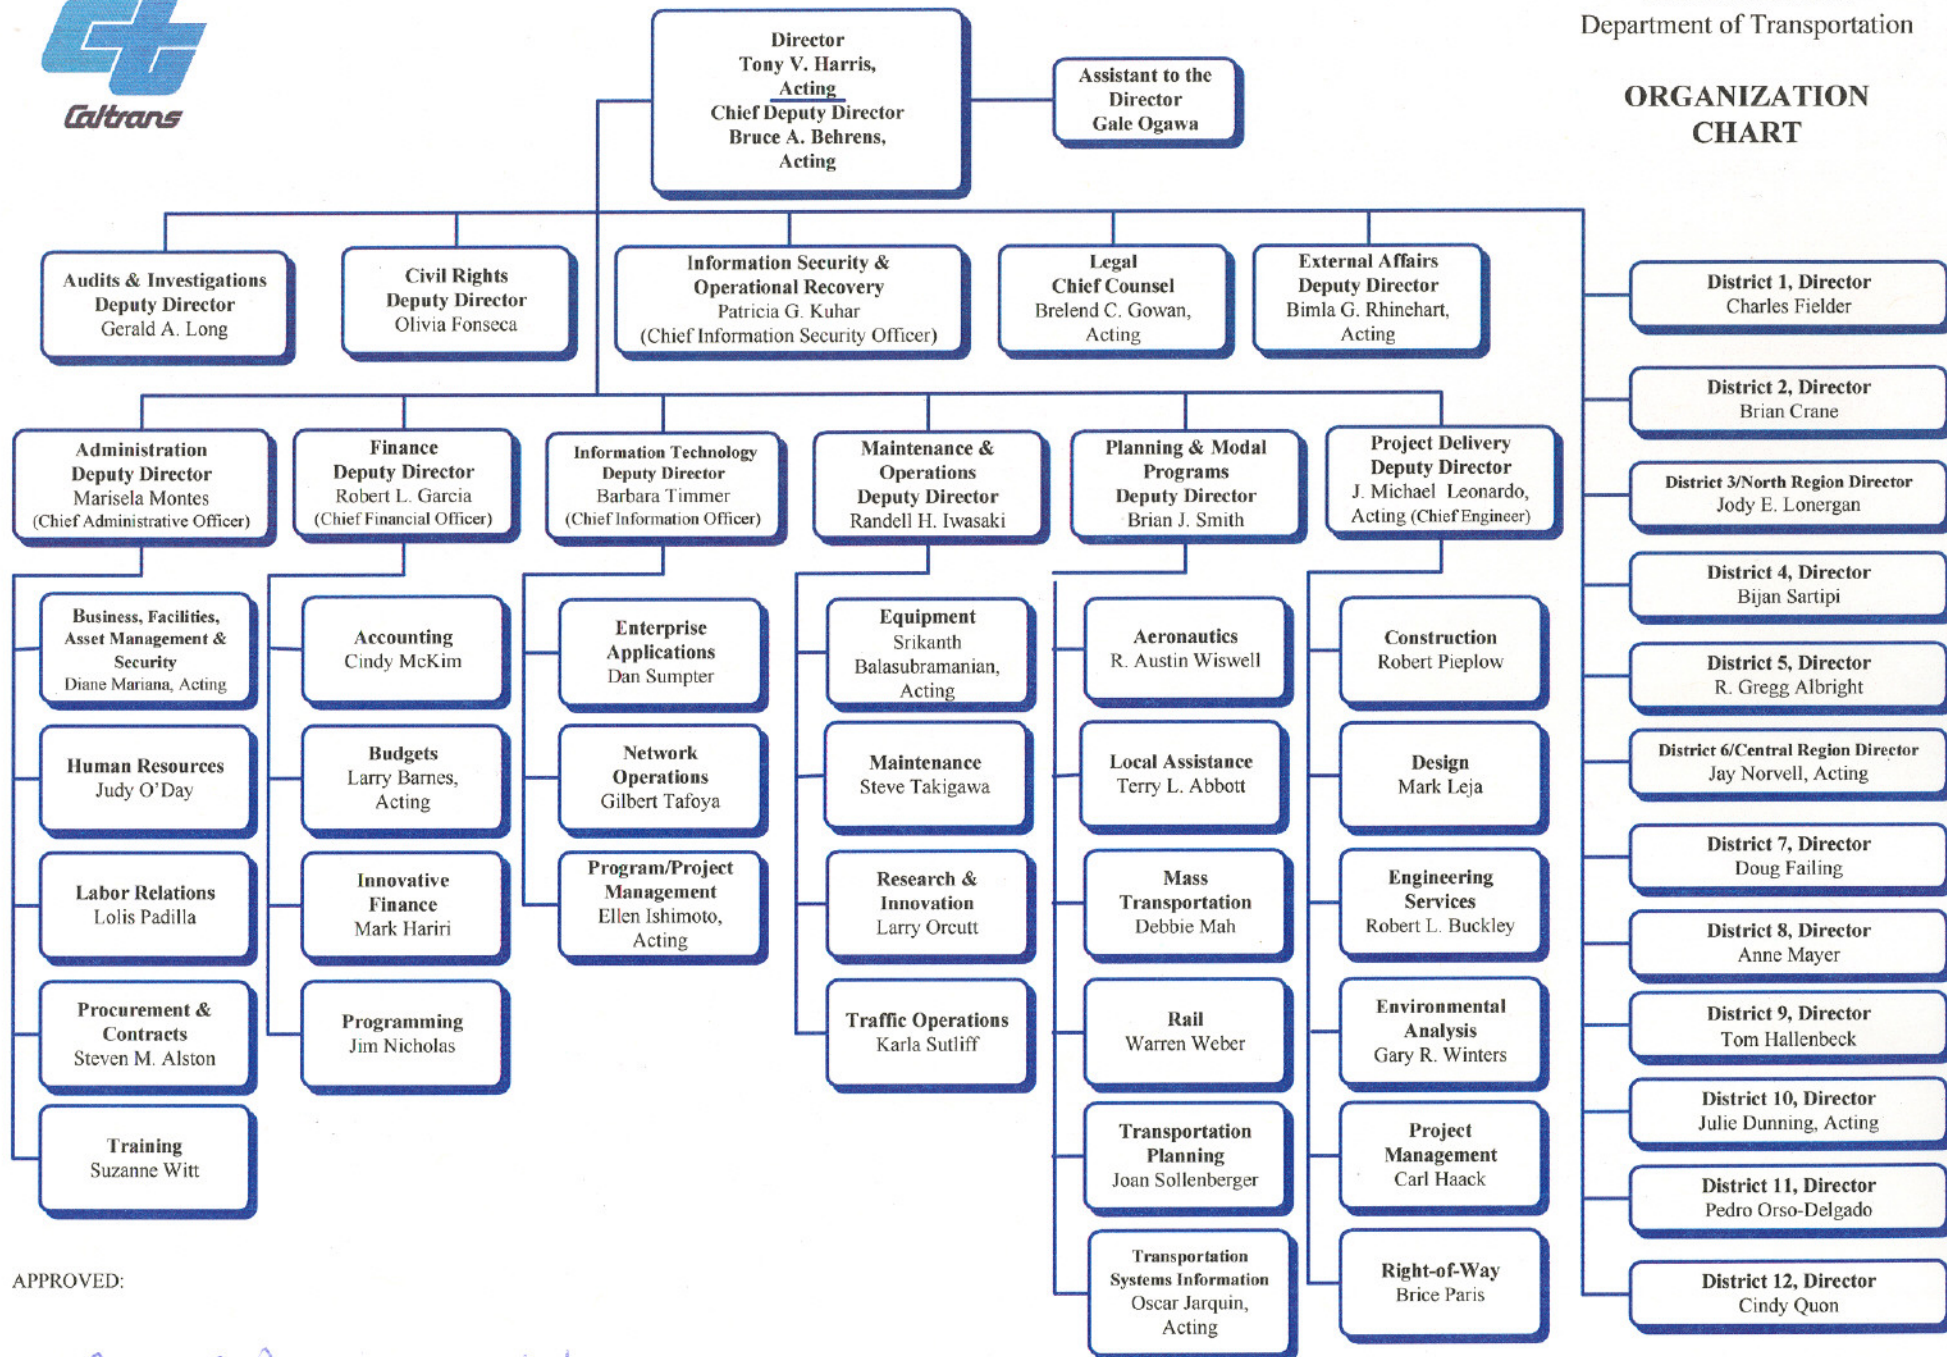 Caltrans
Department of Transportation
ORGANIZATION
CHART
Director
Tony V. Harris,
Acting
Chief Deputy Director
Bruce A. Behrens,
Acting
Assistant to the
Director
Gale Ogawa
Audits & Investigations
Deputy Director
Gerald A. Long
Civil Rights
Deputy Director
Olivia Fonseca
Information Security &
Operational Recovery
Patricia G. Kuhar
(Chief Information Security Officer)
Legal
Chief Counsel
Brelend C. Gowan,
Acting
External Affairs
Deputy Director
Bimla G. Rhinehart,
Acting
Administration
Deputy Director
Marisela Montes
(Chief Administrative Officer)
Finance
Deputy Director
Robert L. Garcia
(Chief Financial Officer)
Information Technology
Deputy Director
Barbara Timmer
(Chief Information Officer)
Maintenance &
Operations
Deputy Director
Randell H. Iwasaki
Planning & Modal
Programs
Deputy Director
Brian J. Smith
Project Delivery
Deputy Director
J. Michael Leonardo,
Acting (Chief Engineer)
Business, Facilities,
Asset Management &
Security
Diane Mariana, Acting
Human Resources
Judy O'Day
Labor Relations
Lolis Padilla
Procurement &
Contracts
Steven M. Alston
Training
Suzanne Witt
Accounting
Cindy McKim
Budgets
Larry Barnes,
Acting
Innovative
Finance
Mark Hariri
Programming
Jim Nicholas
Enterprise
Applications
Dan Sumpter
Network
Operations
Gilbert Tafoya
Program/Project
Management
Ellen Ishimoto,
Acting
Equipment
Srikanth
Balasubramanian,
Acting
Maintenance
Steve Takigawa
Research &
Innovation
Larry Orcutt
Traffic Operations
Karla Sutliff
Aeronautics
R. Austin Wiswell
Local Assistance
Terry L. Abbott
Mass
Transportation
Debbie Mah
Rail
Warren Weber
Transportation
Planning
Joan Sollenberger
Transportation
Systems Information
Oscar Jarquin,
Acting
Construction
Robert Pieplow
Design
Mark Leja
Engineering
Services
Robert L. Buckley
Environmental
Analysis
Gary R. Winters
Project
Management
Carl Haack
Right-of-Way
Brice Paris
District 1, Director
Charles Fielder
District 2, Director
Brian Crane
District 3/North Region Director
Jody E. Lonergan
District 4, Director
Bijan Sartipi
District 5, Director
R. Gregg Albright
District 6/Central Region Director
Jay Norvell, Acting
District 7, Director
Doug Failing
District 8, Director
Anne Mayer
District 9, Director
Tom Hallenbeck
District 10, Director
Julie Dunning, Acting
District 11, Director
Pedro Orso-Delgado
District 12, Director
Cindy Quon
APPROVED: